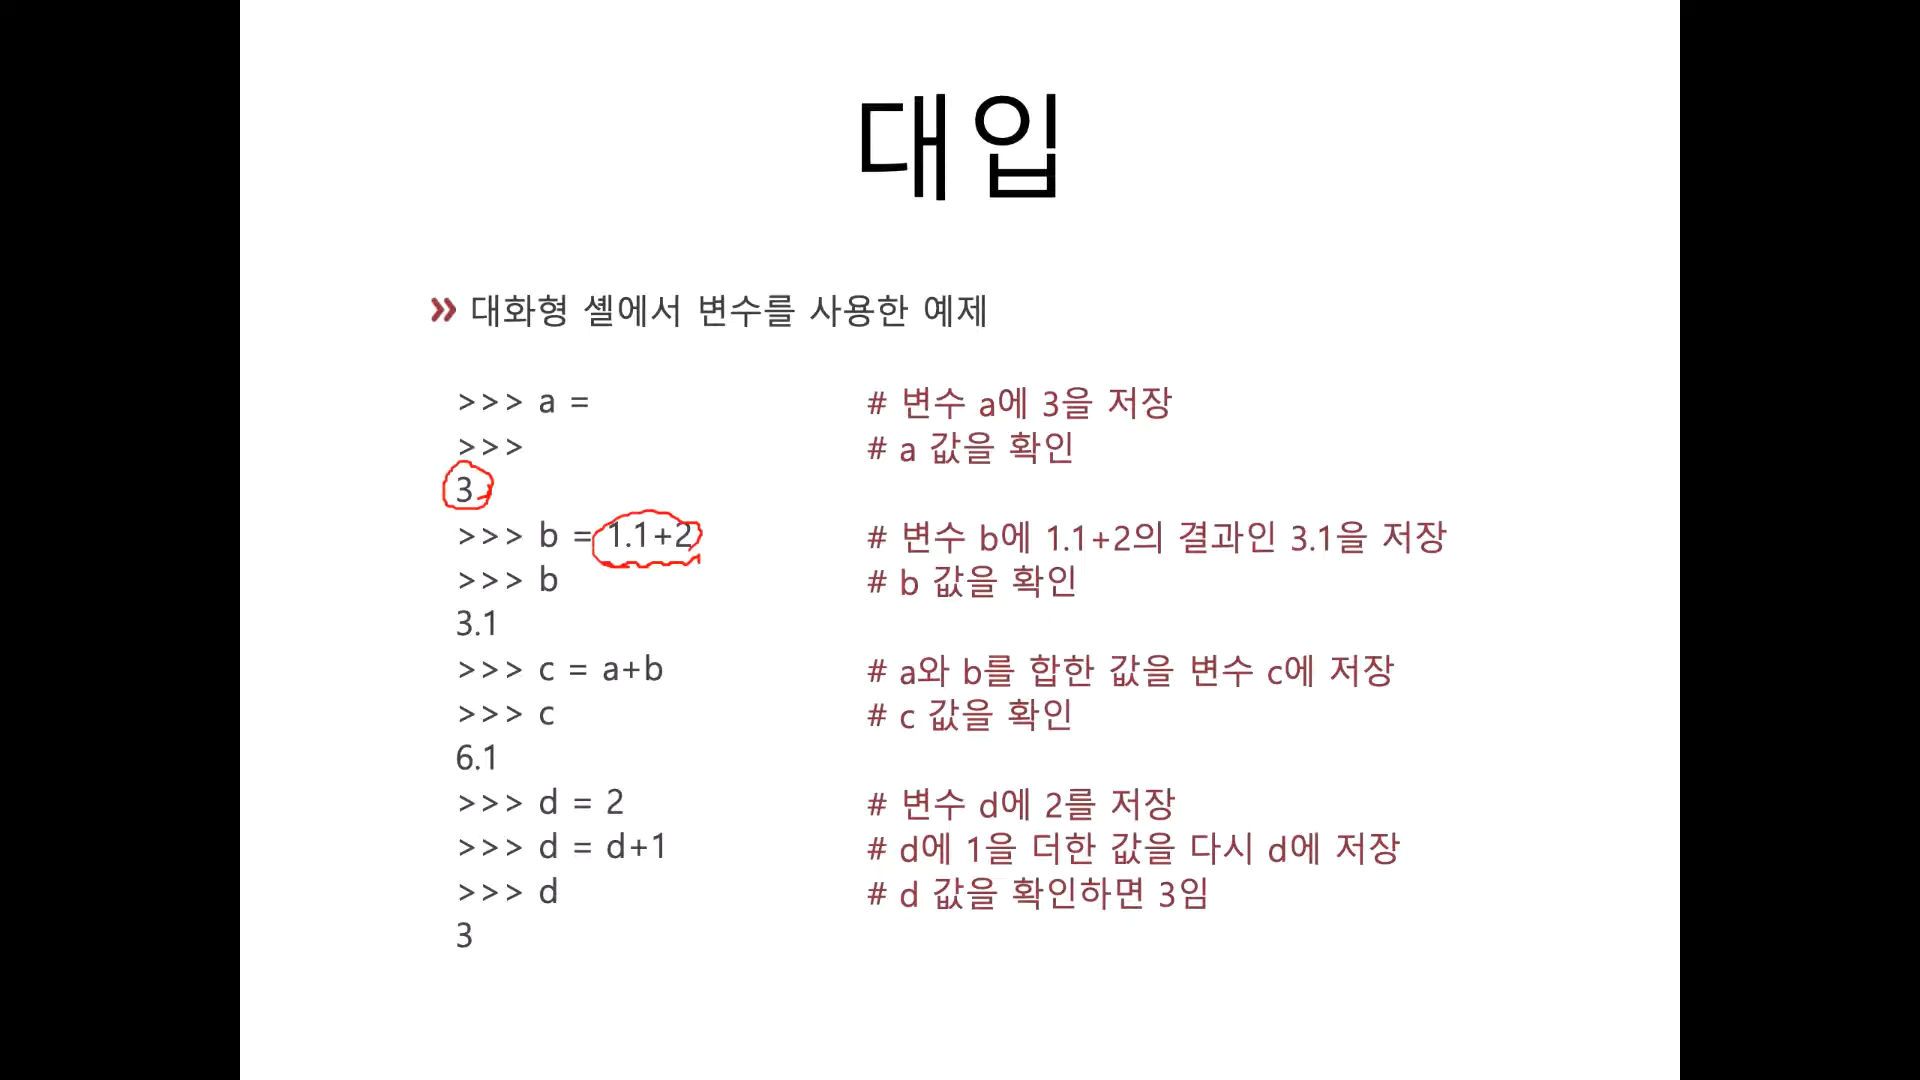 대입
» 대화형 셸에서 변수를 사용한 예제
>>> a = # 변수 a에 3을 저장
>>> # a 값을 확인
3
>>> b = 1.1+2 # 변수 b에 1.1+2의 결과인 3.1을 저장
>>> b # b 값을 확인
3.1
>>> c = a+b # a와 b를 합한 값을 변수 c에 저장
>>> c # c 값을 확인
6.1
>>> d = 2 # 변수 d에 2를 저장
>>> d = d+1 # d에 1을 더한 값을 다시 d에 저장
>>> d # d 값을 확인하면 3임
3